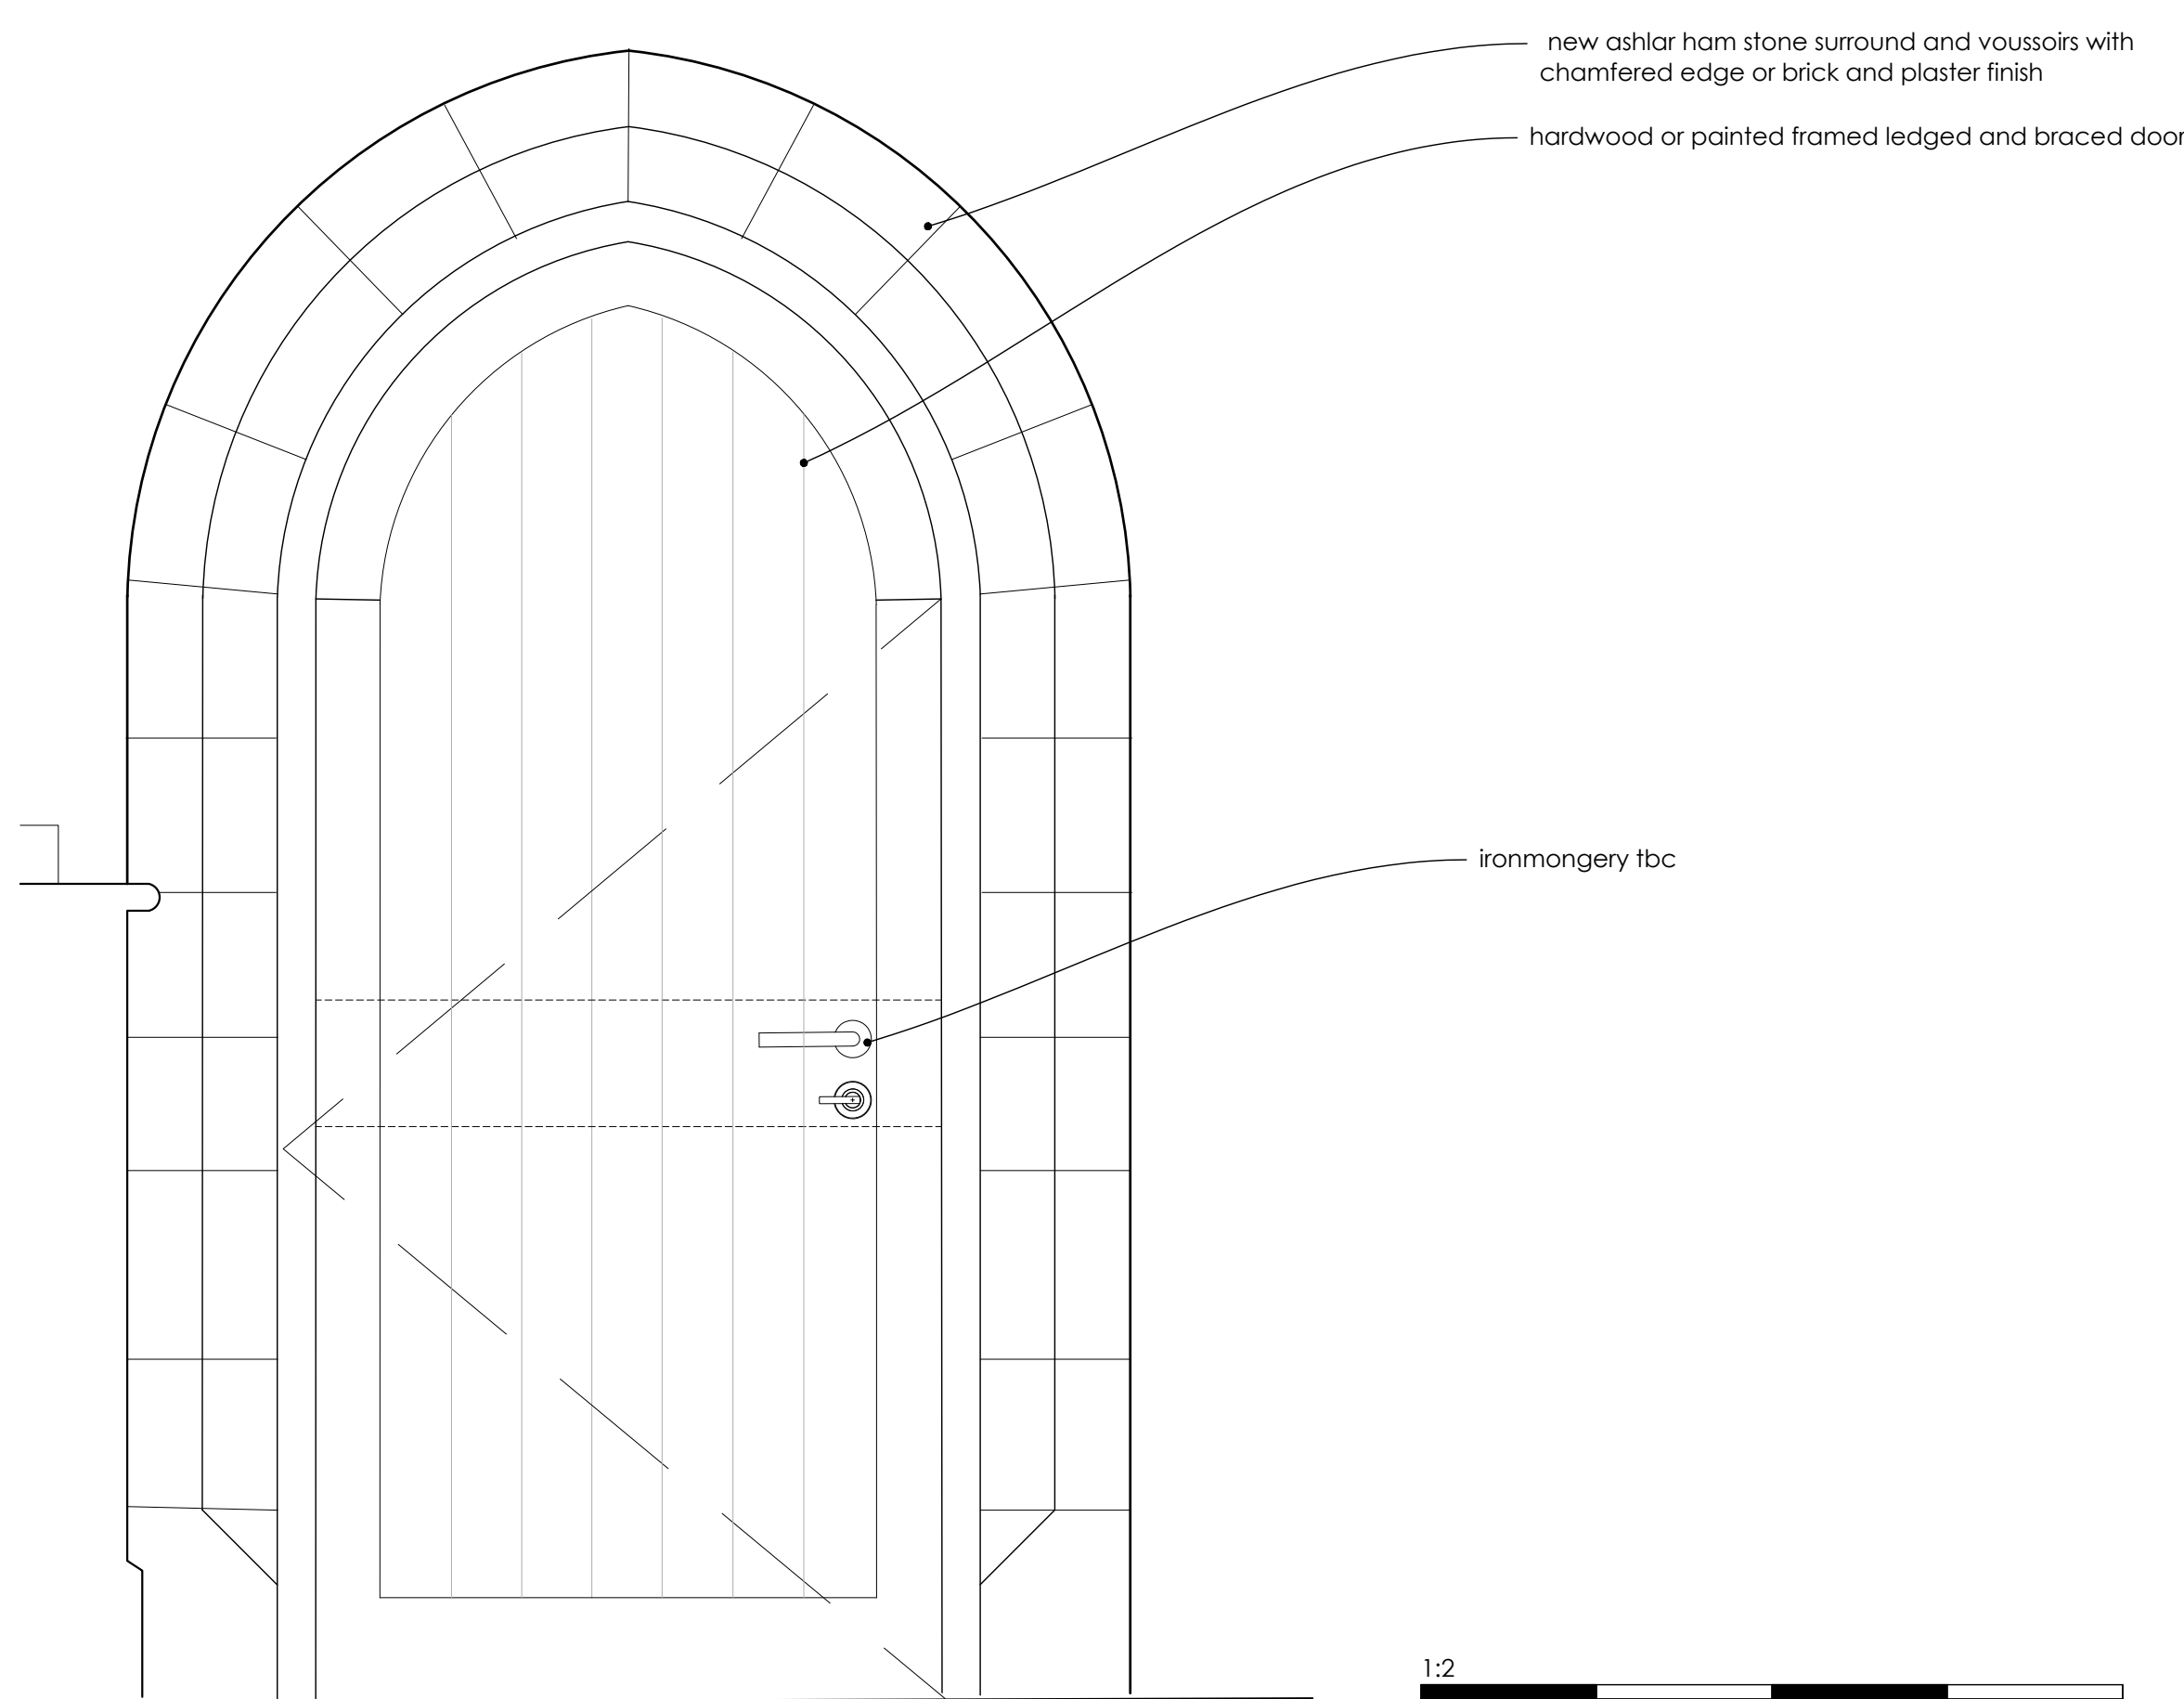 new ashlar ham stone surround and voussoirs with
chamfered edge or brick and plaster finish
hardwood or painted framed ledged and braced door
ironmongery tbc
1:2